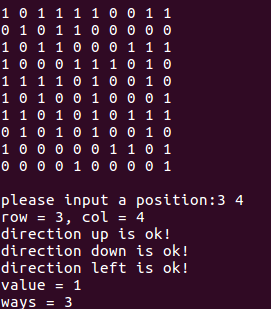 1 0 1 1 1 1 0 0 1 1
0 1 0 1 1 0 0 0 0 0
1 0 1 1 0 0 0 1 1 1
1 0 0 0 1 1 1 0 1 0
1 1 1 1 0 1 0 0 1 0
1 0 1 0 0 1 0 0 0 1
1 1 0 1 0 1 0 1 1 1
0 1 0 1 0 1 0 0 1 0
1 0 0 0 0 0 1 1 0 1
0 0 0 0 1 0 0 0 0 1
please input a position:3 4
row = 3, col = 4
direction up is ok!
direction down is ok!
direction left is ok!
value = 1
ways = 3